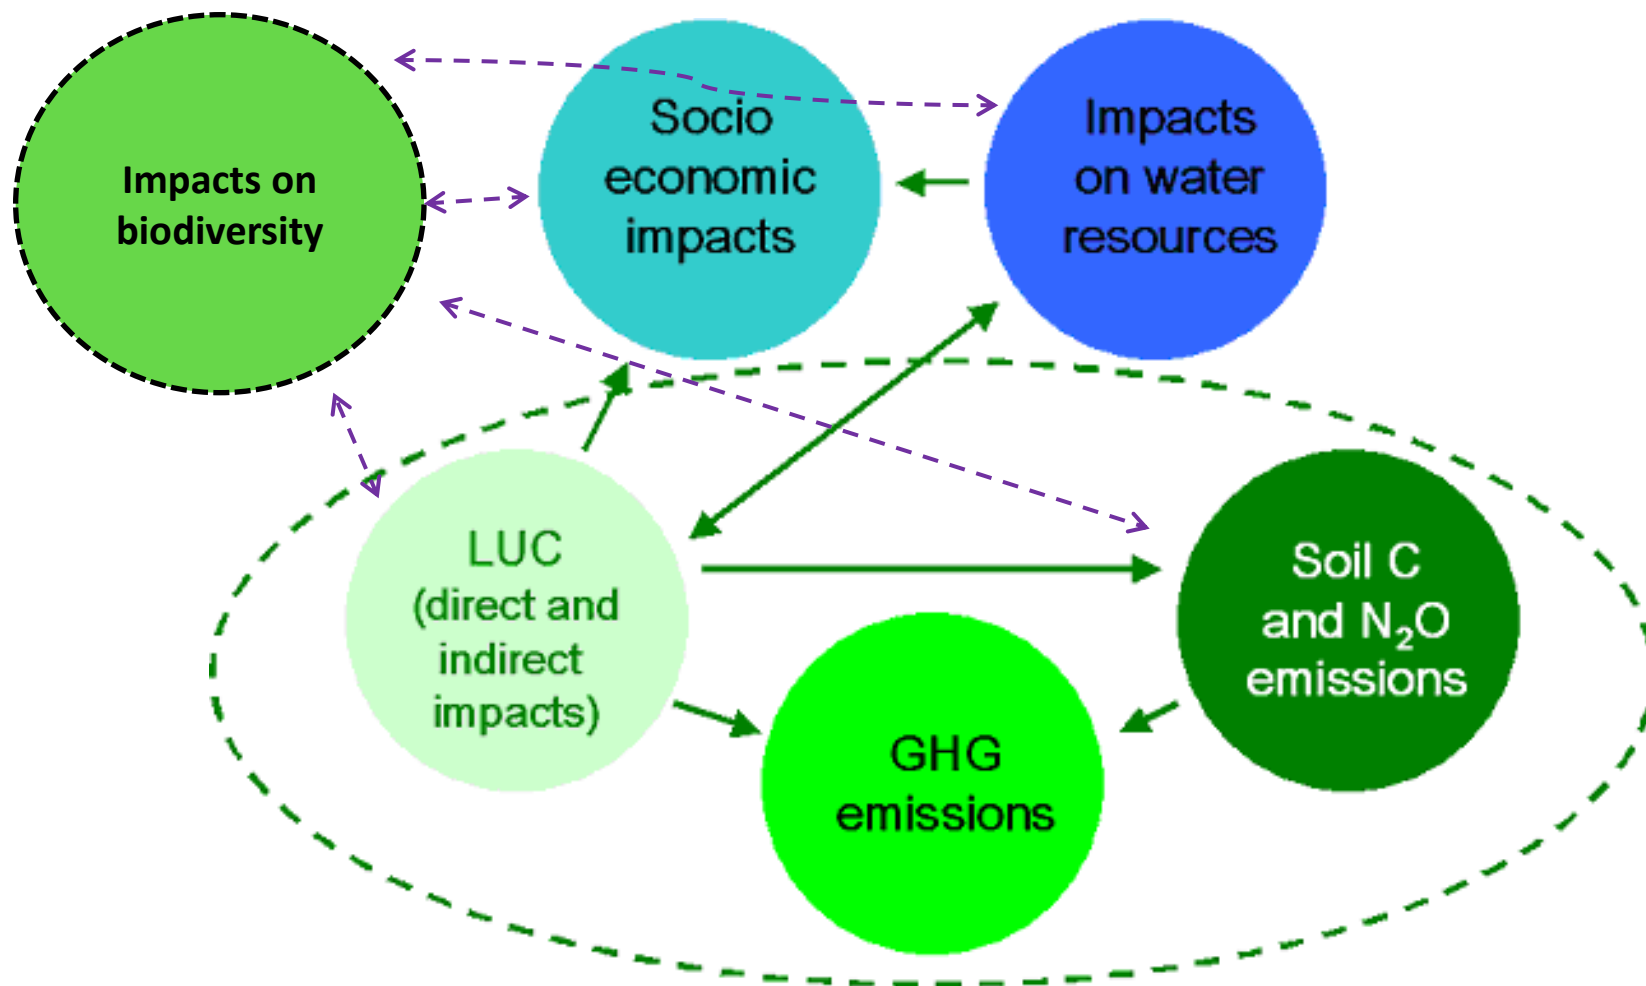 Impacts on
biodiversity
Socio
economic
impacts
Impacts
on water
resources
LUC
(direct and
indirect
impacts)
GHG
emissions
Soil C
and N₂O
emissions